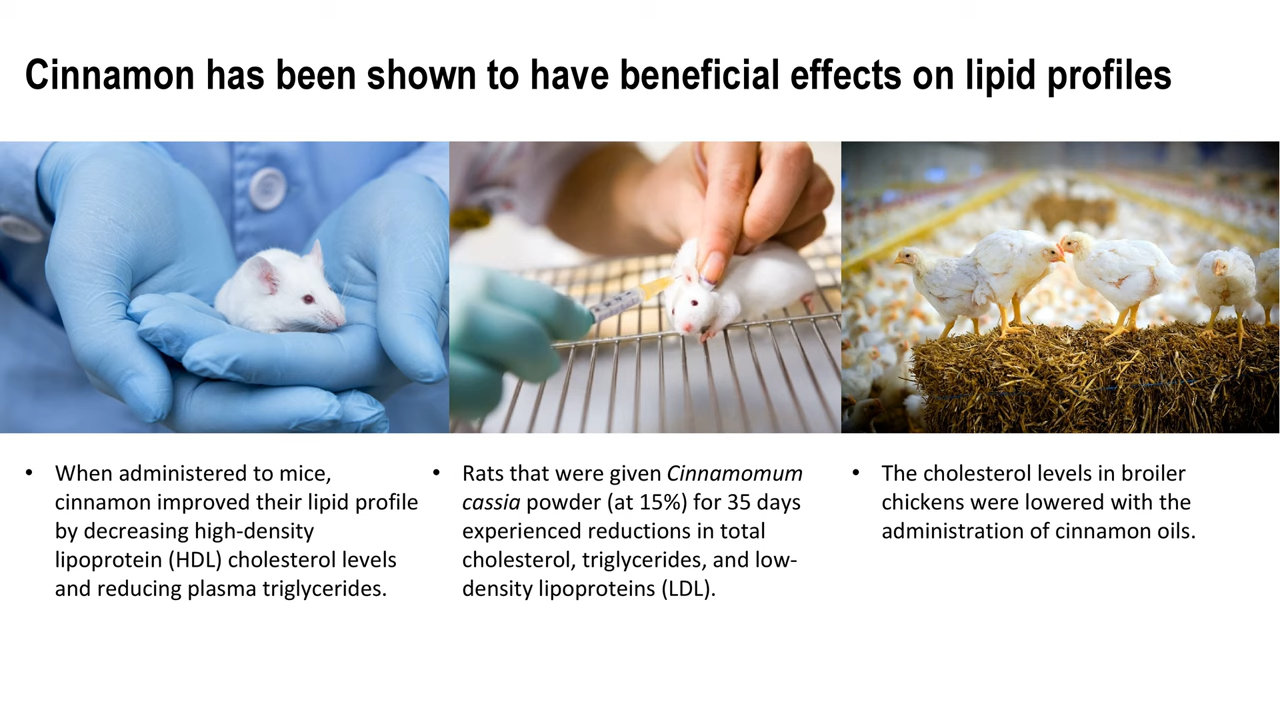 Cinnamon has been shown to have beneficial effects on lipid profiles
• When administered to mice,
cinnamon improved their lipid profile
by decreasing high-density
lipoprotein (HDL) cholesterol levels
and reducing plasma triglycerides.
• Rats that were given Cinnamomum
cassia powder (at 15%) for 35 days
experienced reductions in total
cholesterol, triglycerides, and low-
density lipoproteins (LDL).
• The cholesterol levels in broiler
chickens were lowered with the
administration of cinnamon oils.